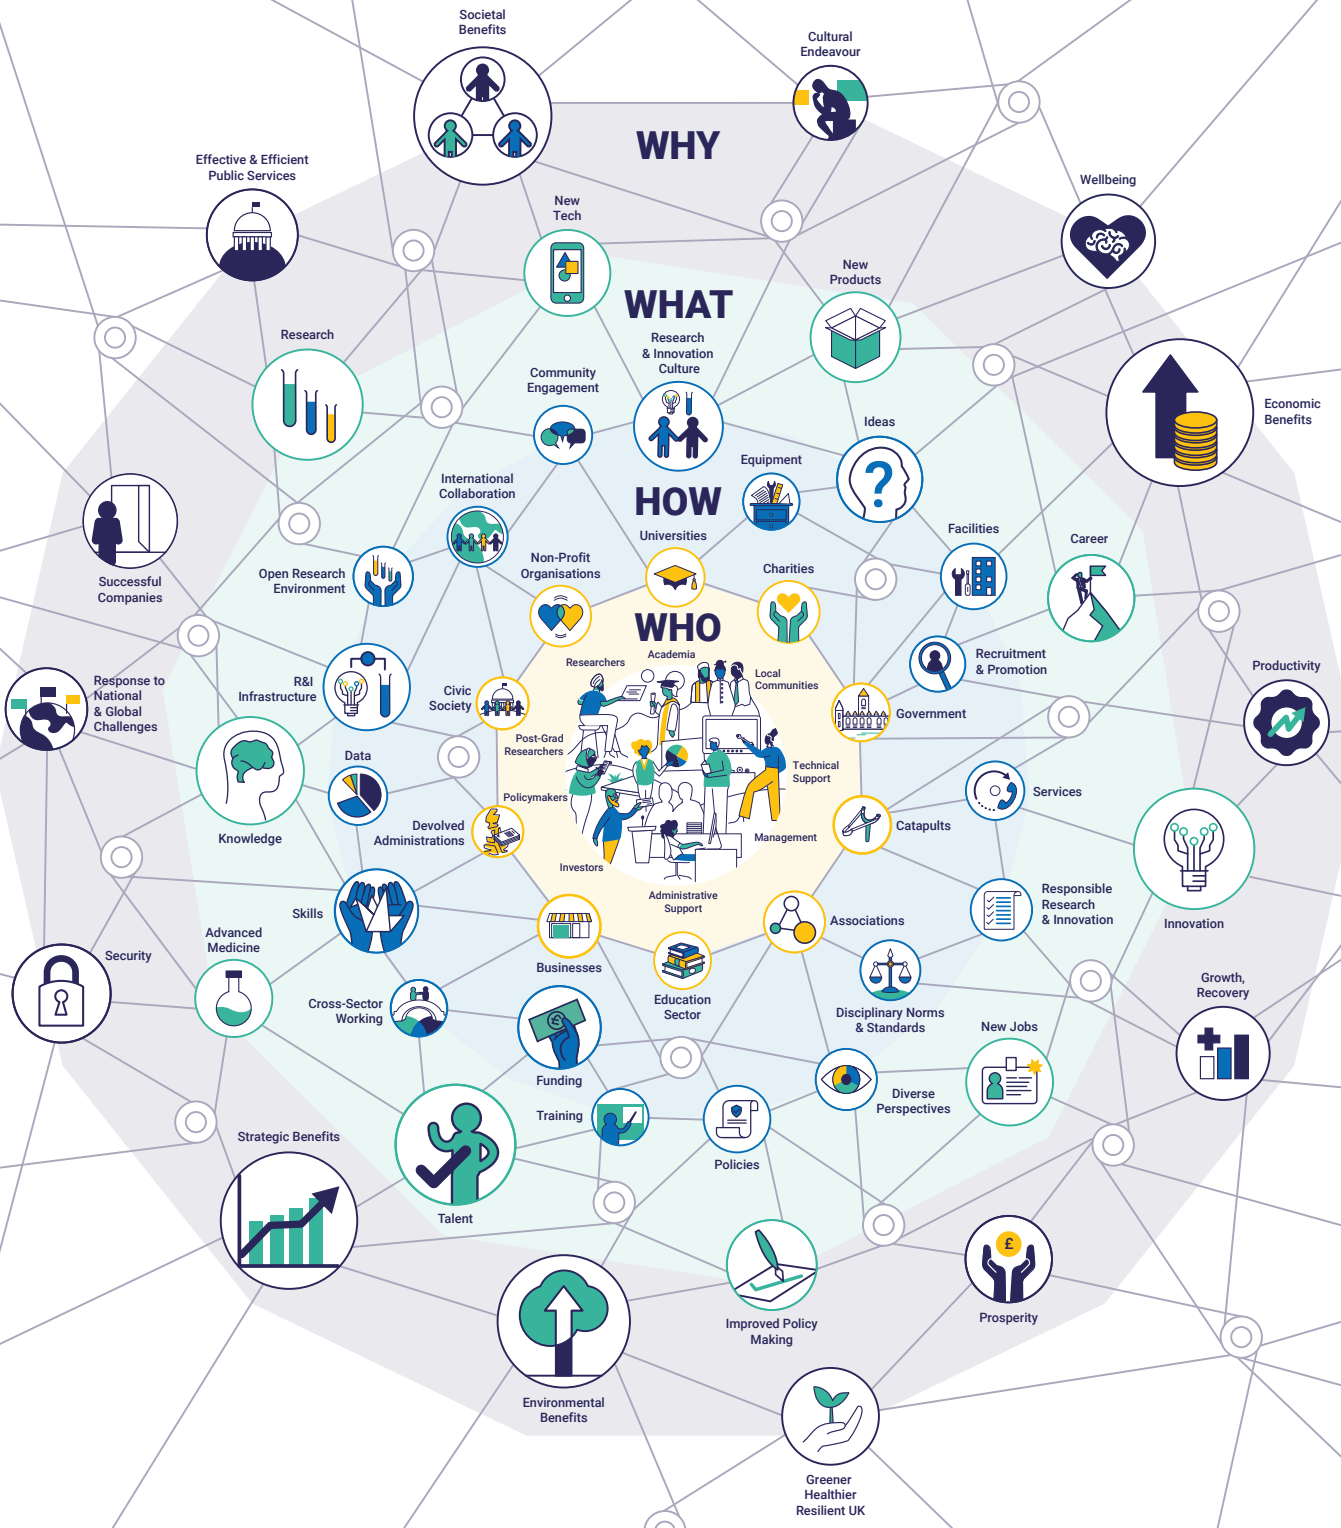 Societal
Benefits
Cultural
Endeavour
WHY
Effective & Efficient
Public Services
Wellbeing
New
Tech
New
Products
WHAT
Research
Research
& Innovation
Culture
Community
Engagement
Economic
Benefits
Ideas
Equipment
International
Collaboration
HOW
Universities
Facilities
Career
Non-Profit
Organisations
Charities
Open Research
Environment
Successful
Companies
WHO
Academia
Researchers
Local
Communities
Recruitment
& Promotion
Productivity
Response to
National
& Global
Challenges
R&I
Infrastructure
Civic
Society
Government
Post-Grad
Researchers
Data
Technical
Support
Services
Policymakers
Devolved
Administrations
Catapults
Knowledge
Management
Investors
Administrative
Support
Responsible
Research
& Innovation
Skills
Associations
Innovation
Advanced
Medicine
Security
Businesses
Education
Sector
Cross-Sector
Working
Disciplinary Norms
& Standards
Growth,
Recovery
£
New Jobs
Funding
Diverse
Perspectives
Training
Policies
Strategic Benefits
Talent
£
Improved Policy
Making
Prosperity
Environmental
Benefits
Greener
Healthier
Resilient UK